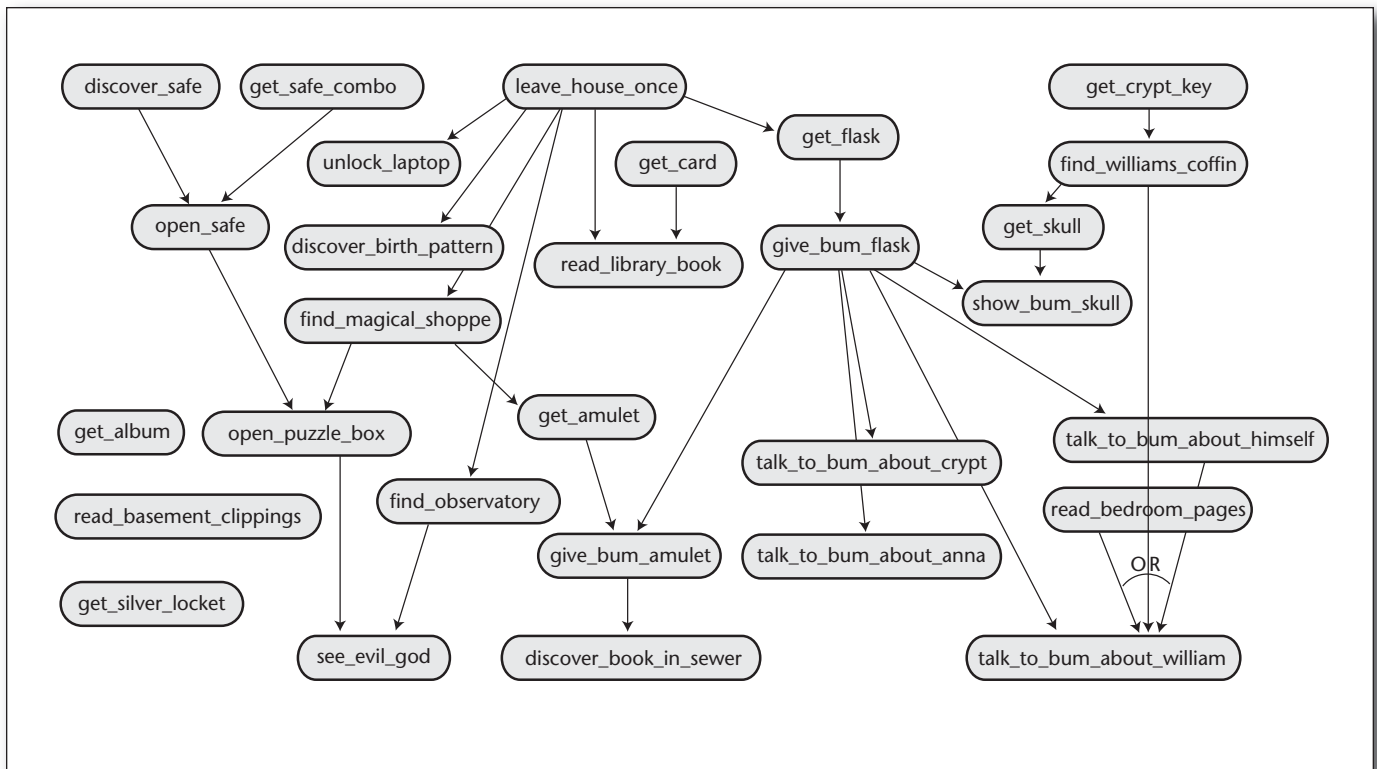 discover_safe
get_safe_combo
leave_house_once
get_crypt_key
unlock_laptop
get_card
get_flask
find_williams_coffin
open_safe
discover_birth_pattern
read_library_book
give_bum_flask
get_skull
find_magical_shoppe
show_bum_skull
get_album
open_puzzle_box
get_amulet
talk_to_bum_about_himself
talk_to_bum_about_crypt
read_basement_clippings
find_observatory
read_bedroom_pages
give_bum_amulet
talk_to_bum_about_anna
OR
get_silver_locket
see_evil_god
discover_book_in_sewer
talk_to_bum_about_william